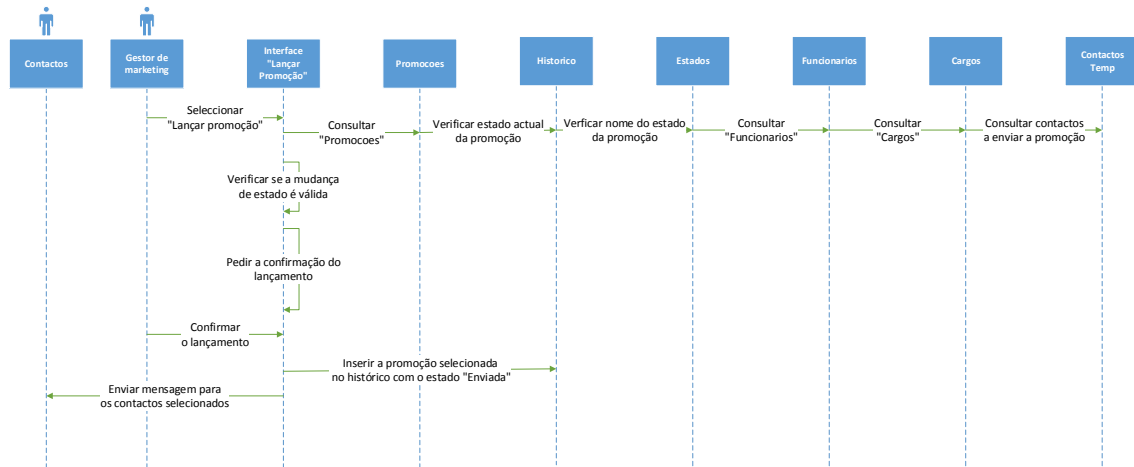 Contactos
Gestor de
marketing
Interface
"Lançar
Promoção"
Promocoes
Historico
Estados
Funcionarios
Cargos
Contactos
Temp
Seleccionar
"Lançar promoção"
Consultar
"Promocoes"
Verificar estado actual
da promoção
Verficar nome do estado
da promoção
Consultar
"Funcionarios"
Consultar
"Cargos"
Consultar contactos
a enviar a promoção
Verificar se a mudança
de estado é válida
Pedir a confirmação do
lançamento
Confirmar
o lançamento
Inserir a promoção selecionada
no histórico com o estado "Enviada"
Enviar mensagem para
os contactos selecionados